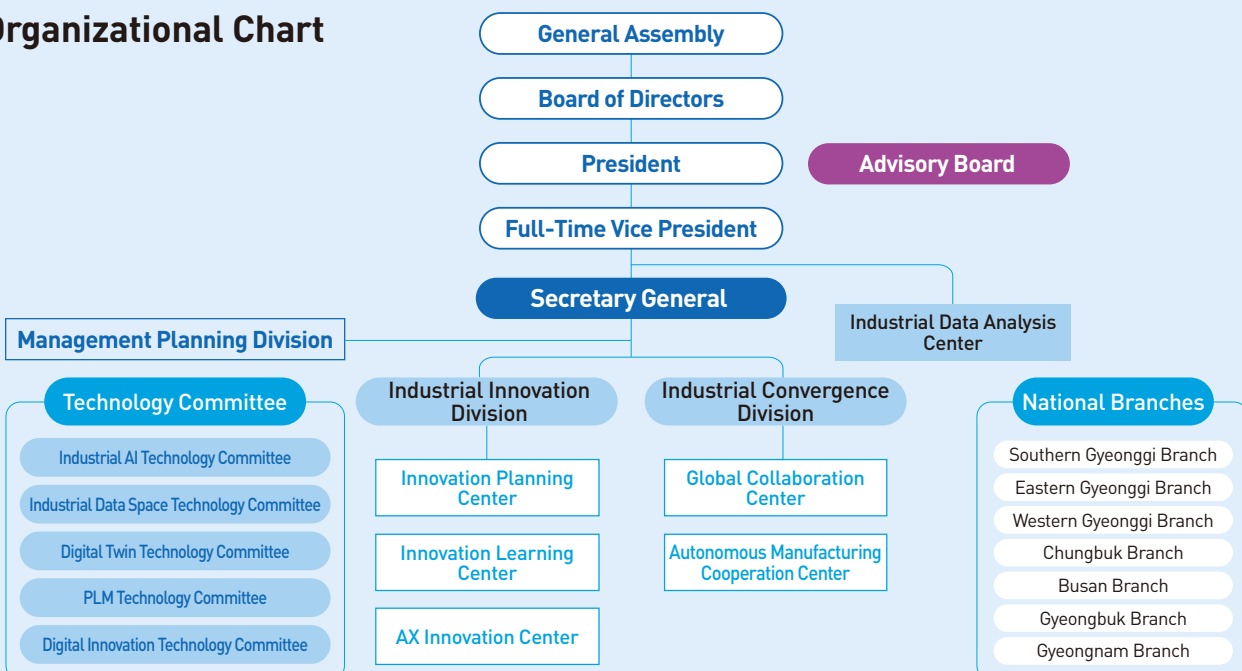 Organizational Chart
General Assembly
Board of Directors
President
Advisory Board
Full-Time Vice President
Secretary General
Industrial Data Analysis
Center
Management Planning Division
Technology Committee
Industrial AI Technology Committee
Industrial Data Space Technology Committee
Digital Twin Technology Committee
PLM Technology Committee
Digital Innovation Technology Committee
Industrial Innovation
Division
Innovation Planning
Center
Innovation Learning
Center
AX Innovation Center
Industrial Convergence
Division
Global Collaboration
Center
Autonomous Manufacturing
Cooperation Center
National Branches
Southern Gyeonggi Branch
Eastern Gyeonggi Branch
Western Gyeonggi Branch
Chungbuk Branch
Busan Branch
Gyeongbuk Branch
Gyeongnam Branch